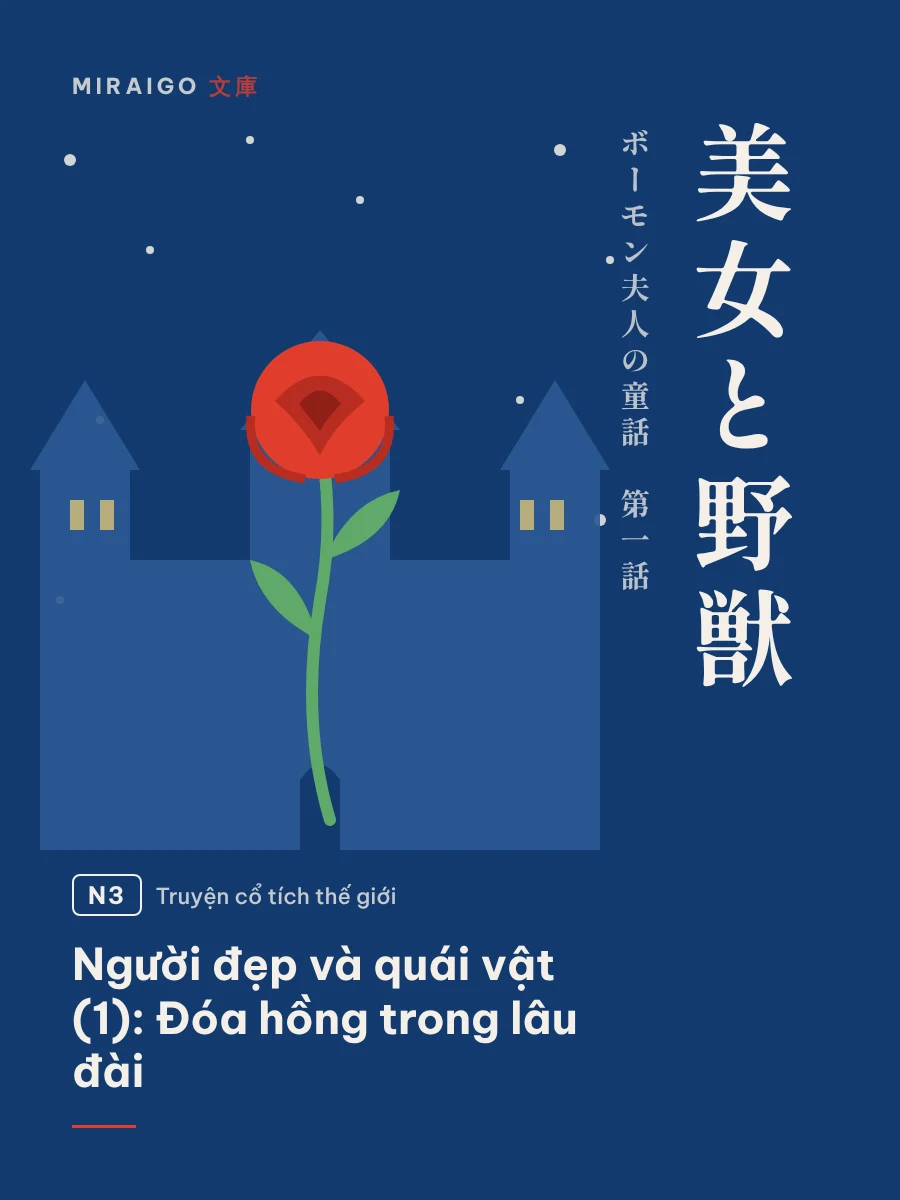 MIRAIGO 文庫
美女と野獣
ボーモン夫人の童話　第一話
N3 Truyện cổ tích thế giới
Người đẹp và quái vật
(1): Đóa hồng trong lâu
đài